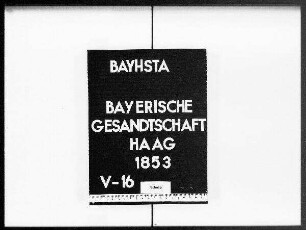 BAYHSTA
BAYERISCHE
GESANDTSCHAFT
HAAG
1853
V-16